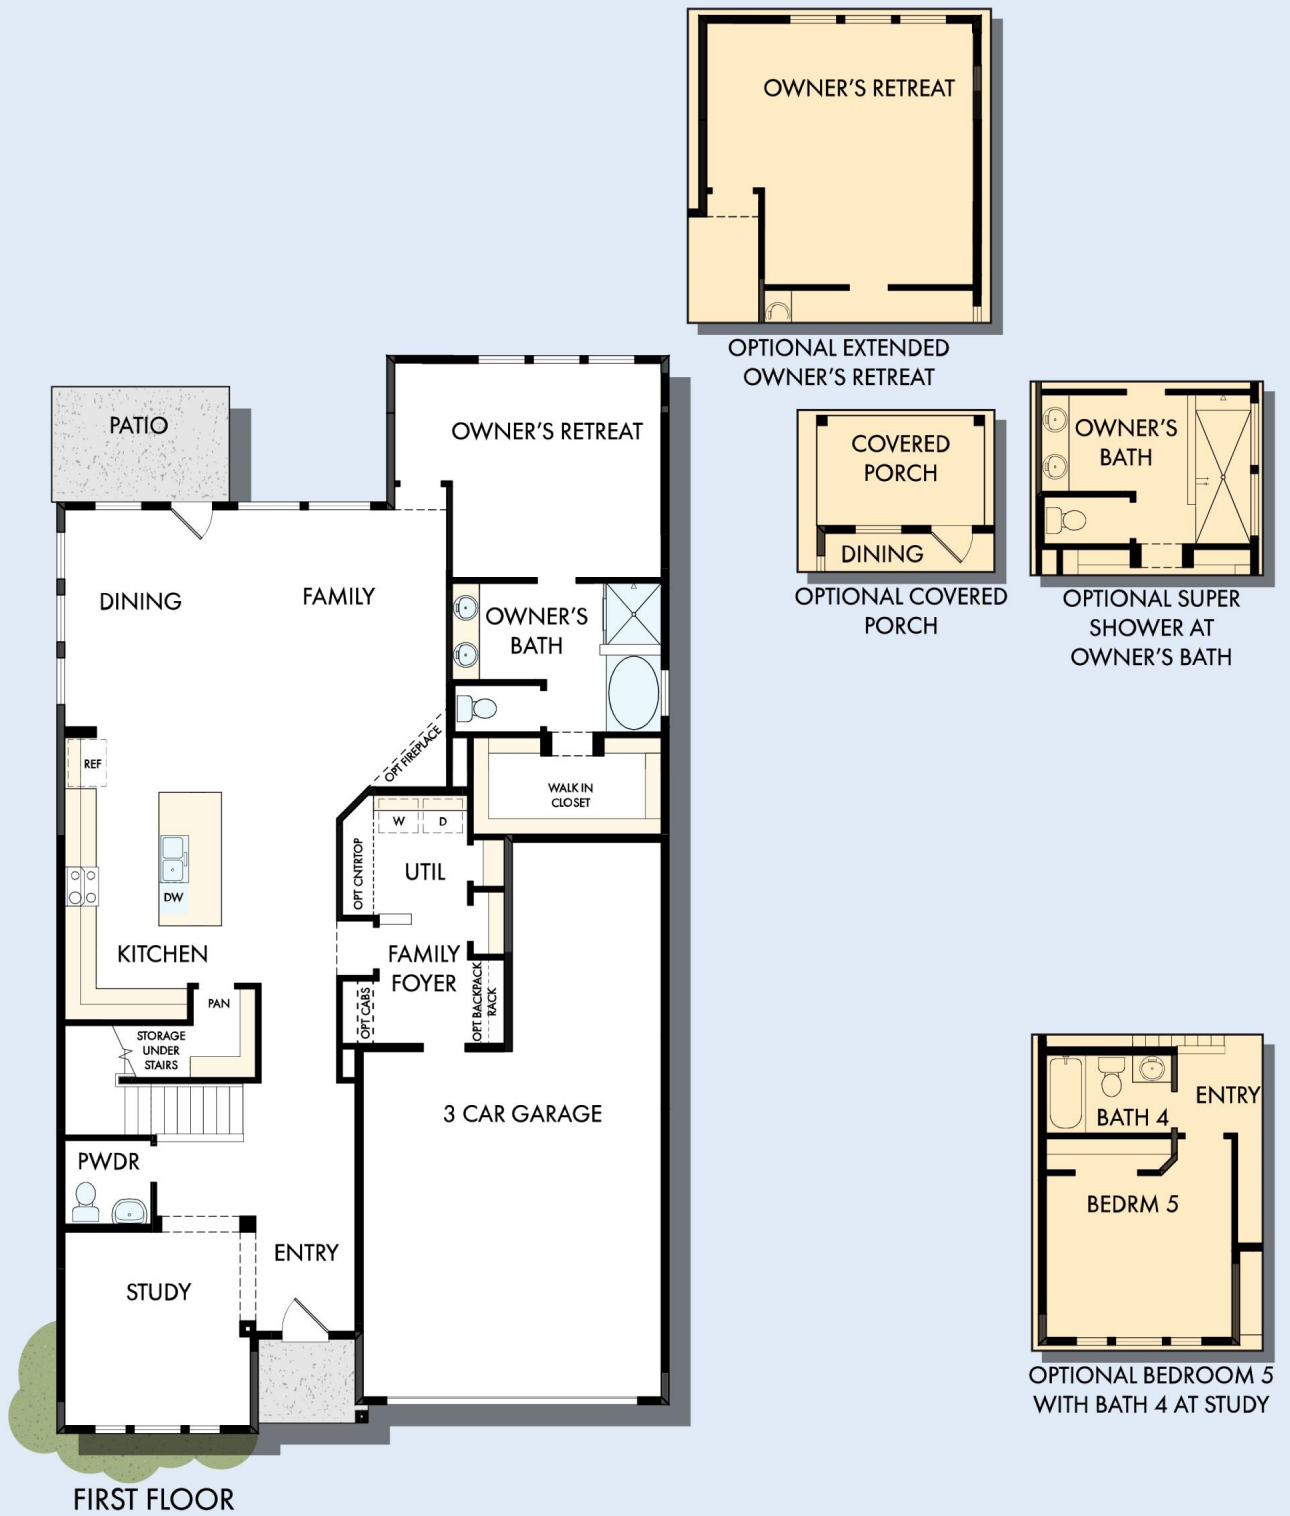 OWNER'S RETREAT
OPTIONAL EXTENDED
OWNER'S RETREAT
PATIO
OWNER'S RETREAT
COVERED
PORCH
DINING
OPTIONAL COVERED
PORCH
OWNER'S
BATH
OPTIONAL SUPER
SHOWER AT
OWNER'S BATH
DINING
FAMILY
OWNER'S
BATH
OPT FIREPLACE
REF
WALK IN
CLOSET
W
D
OPT CNTRTOP
UTIL
DW
KITCHEN
FAMILY
FOYER
PAN
OPT CABS
OPT BACKPACK
RACK
STORAGE
UNDER
STAIRS
3 CAR GARAGE
PWDR
ENTRY
STUDY
BATH 4
ENTRY
BEDRM 5
OPTIONAL BEDROOM 5
WITH BATH 4 AT STUDY
FIRST FLOOR